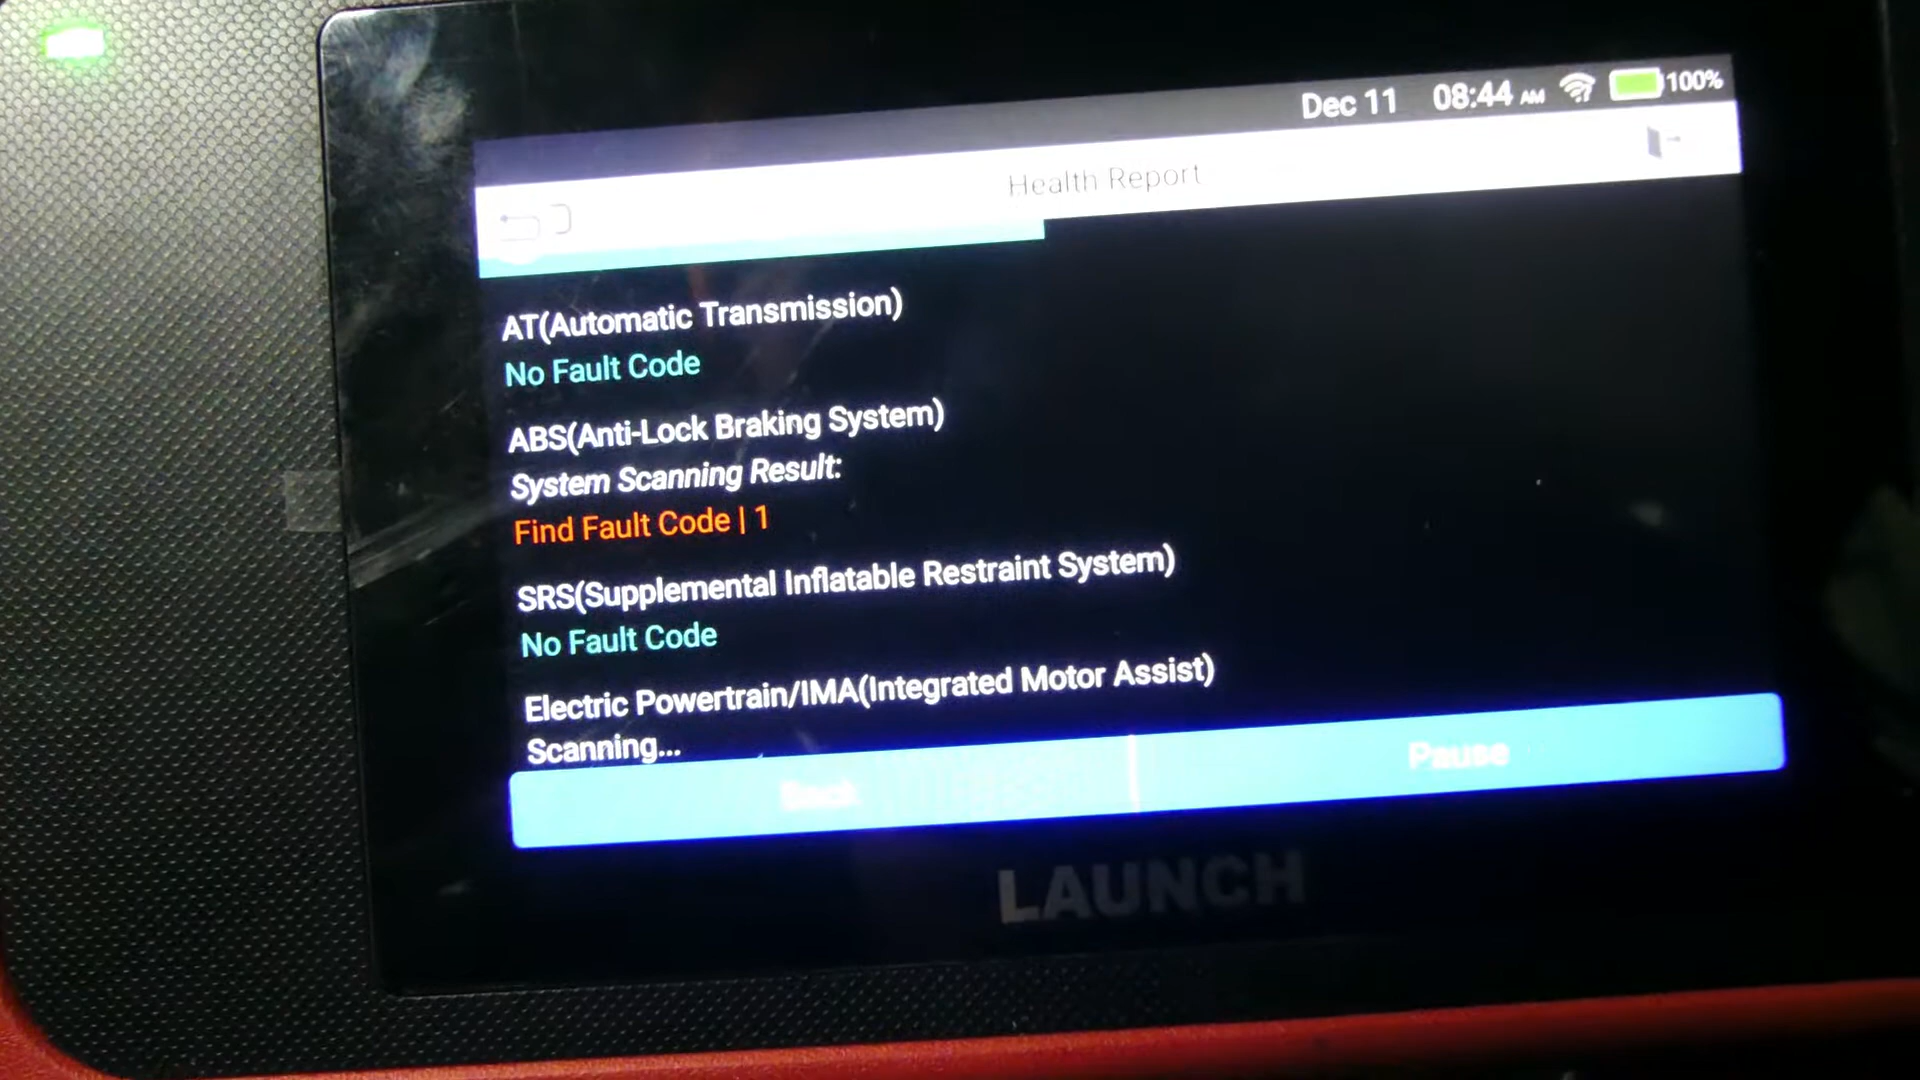 Dec 11 08:44 AM 100%
Health Report
AT(Automatic Transmission)
No Fault Code
ABS(Anti-Lock Braking System)
System Scanning Result:
Find Fault Code | 1
SRS(Supplemental Inflatable Restraint System)
No Fault Code
Electric Powertrain/IMA(Integrated Motor Assist)
Scanning...
Back Pause
LAUNCH